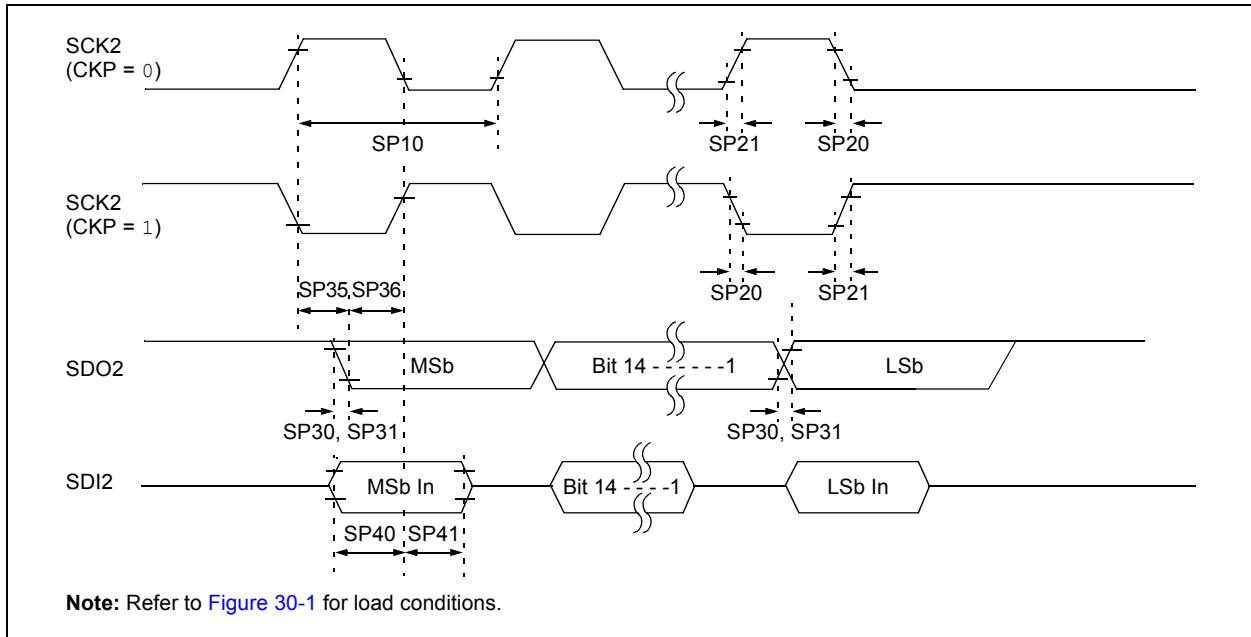 SCK2
(CKP = 0)
SP10
SP21
SP20
SCK2
(CKP = 1)
SP35
SP36
SP20
SP21
SDO2
MSb
Bit 14 - - - - - -1
LSb
SP30, SP31
SP30, SP31
SDI2
MSb In
Bit 14 - - - -1
LSb In
SP40
SP41
Note: Refer to Figure 30-1 for load conditions.